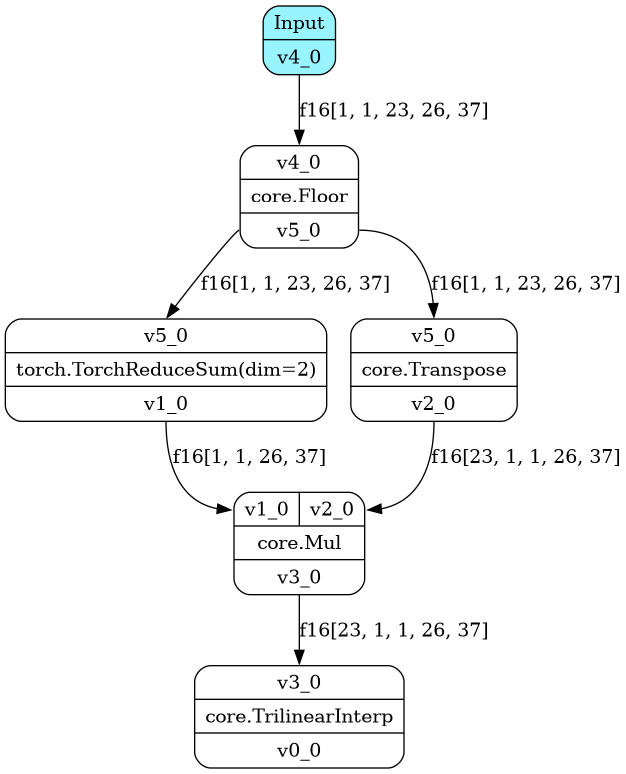 Input
v4_0
f16[1, 1, 23, 26, 37]
v4_0
core.Floor
v5_0
f16[1, 1, 23, 26, 37]
f16[1, 1, 23, 26, 37]
v5_0
torch.TorchReduceSum(dim=2)
v1_0
v5_0
core.Transpose
v2_0
f16[1, 1, 26, 37]
f16[23, 1, 1, 26, 37]
v1_0
v2_0
core.Mul
v3_0
f16[23, 1, 1, 26, 37]
v3_0
core.TrilinearInterp
v0_0